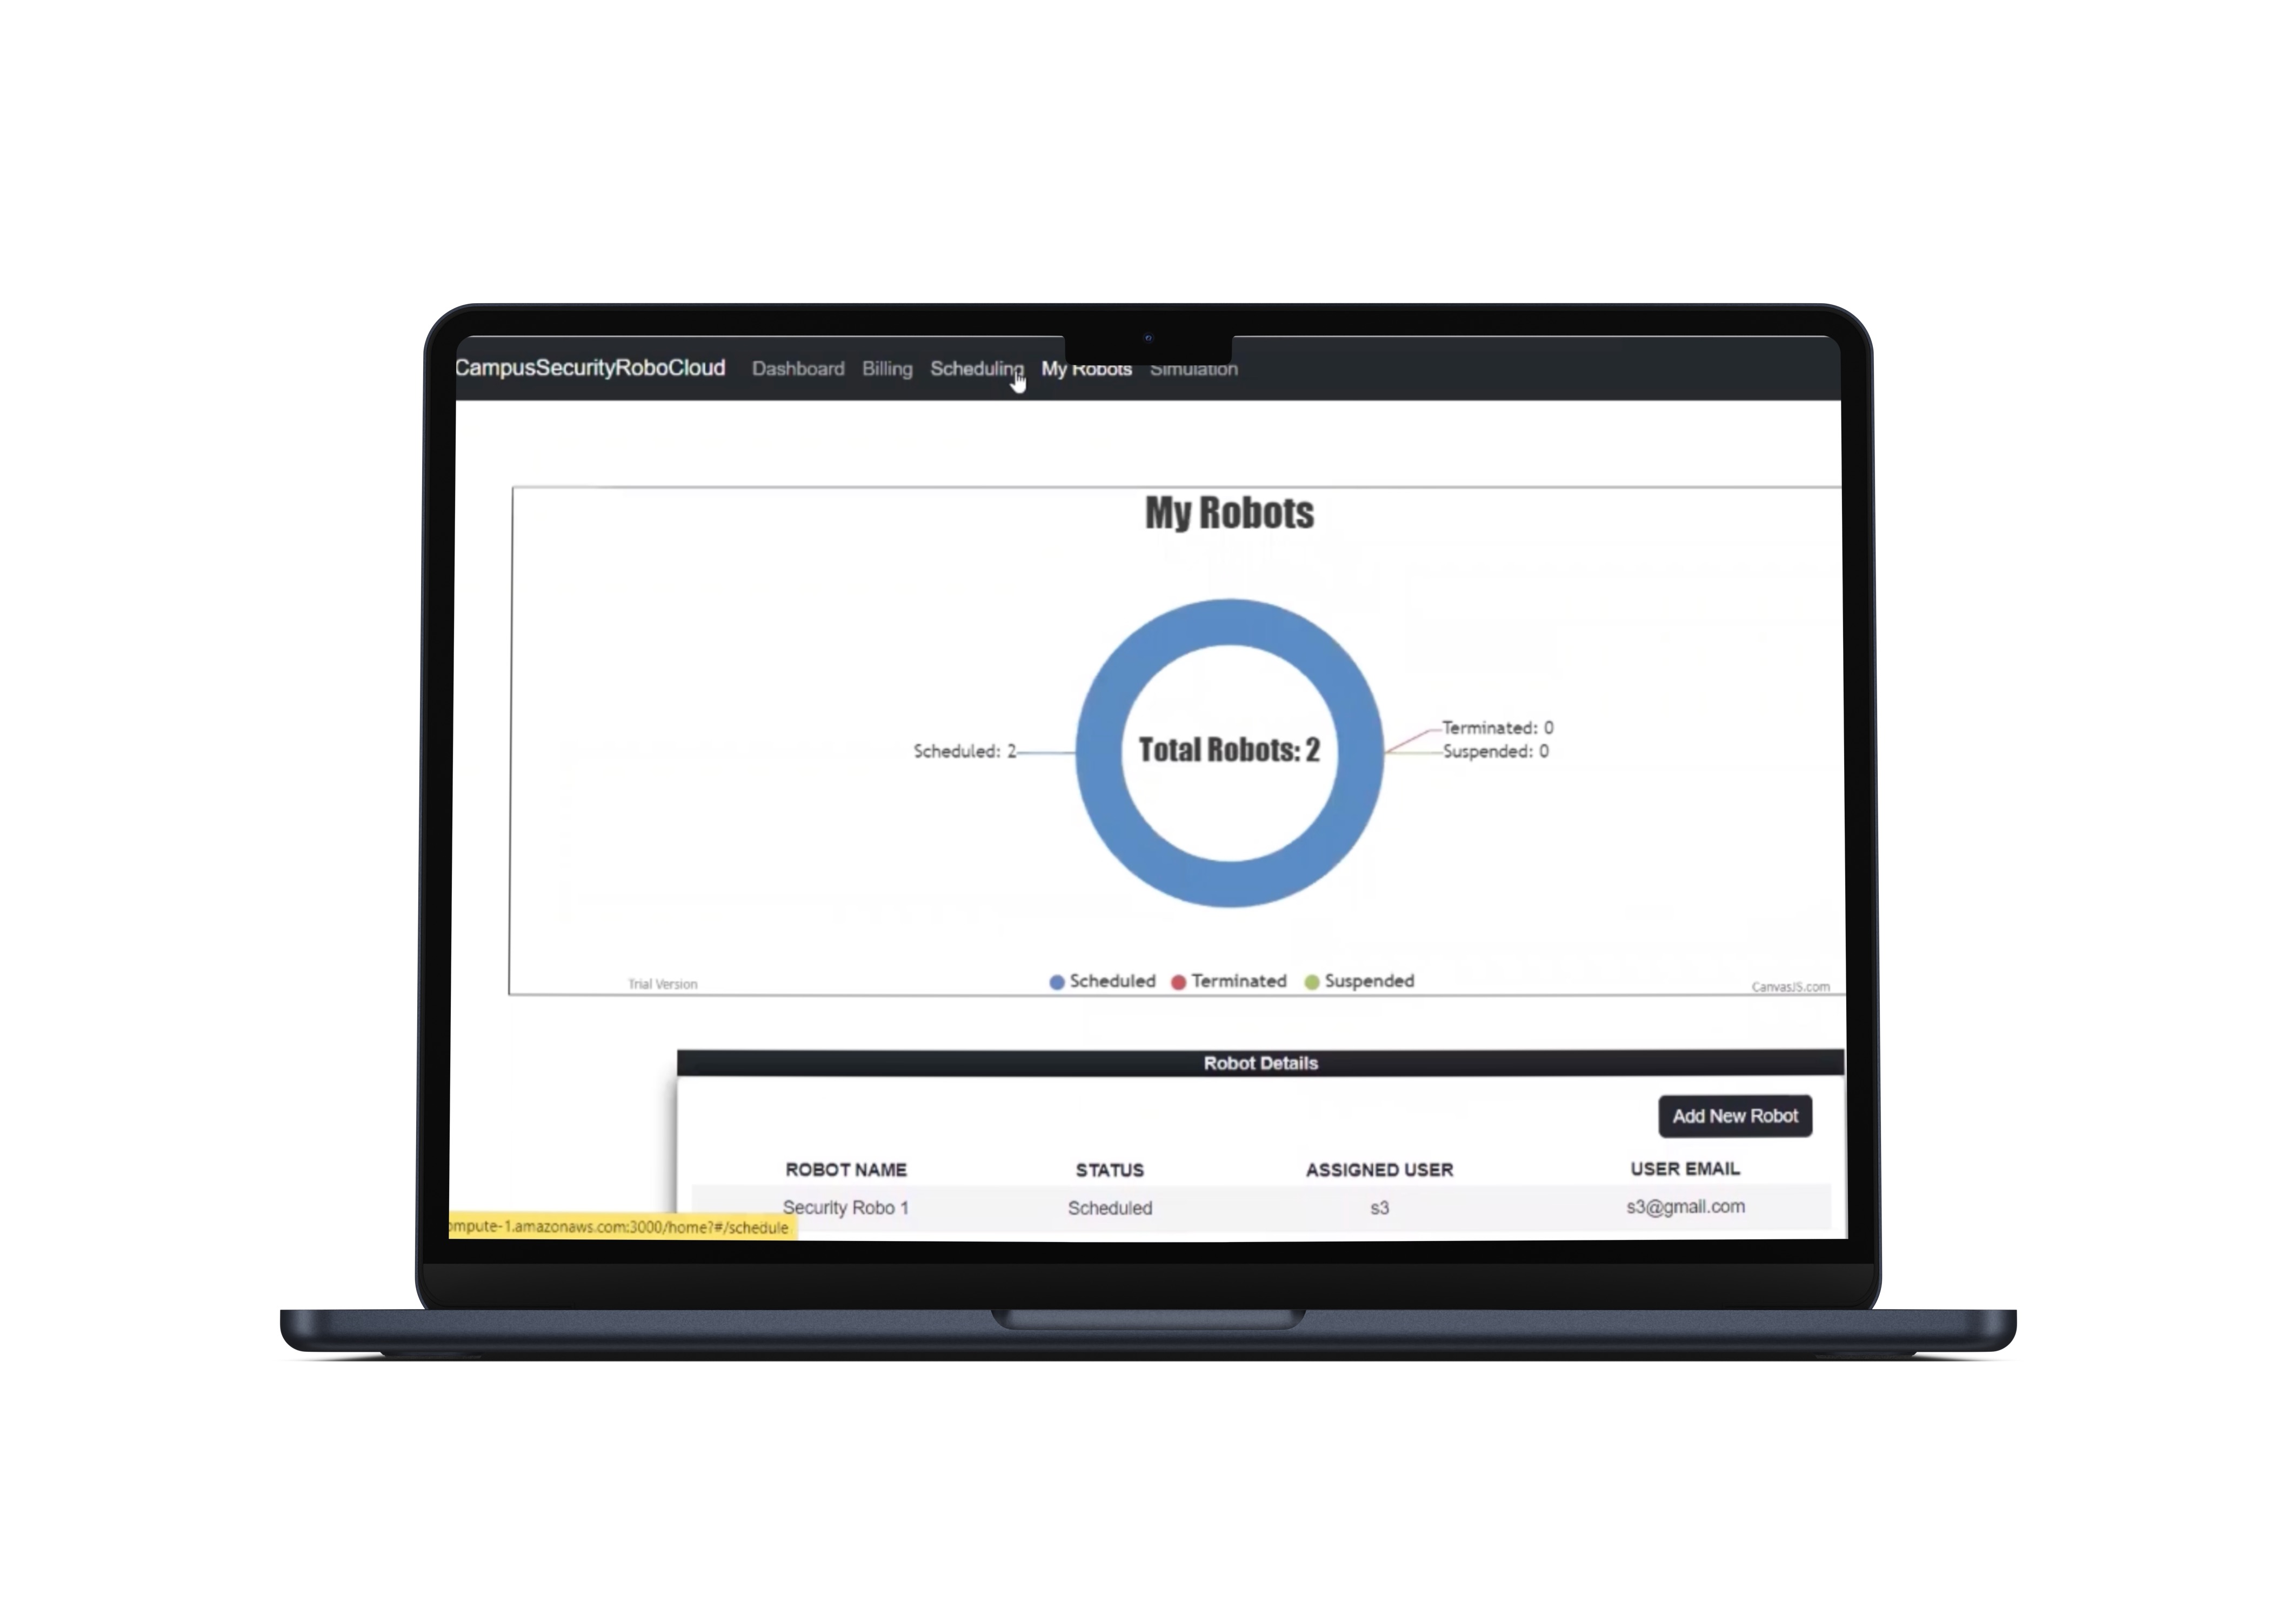 CampusSecurityRoboCloud Dashboard Billing Scheduling My Robots Simulation
My Robots
Scheduled: 2
Total Robots: 2
Terminated: 0
Suspended: 0
Trial Version
Scheduled Terminated Suspended
CanvasJS.com
Robot Details
Add New Robot
ROBOT NAME STATUS ASSIGNED USER USER EMAIL
Security Robo 1 Scheduled s3 s3@gmail.com
ompute-1.amazonaws.com:3000/home?#/schedule